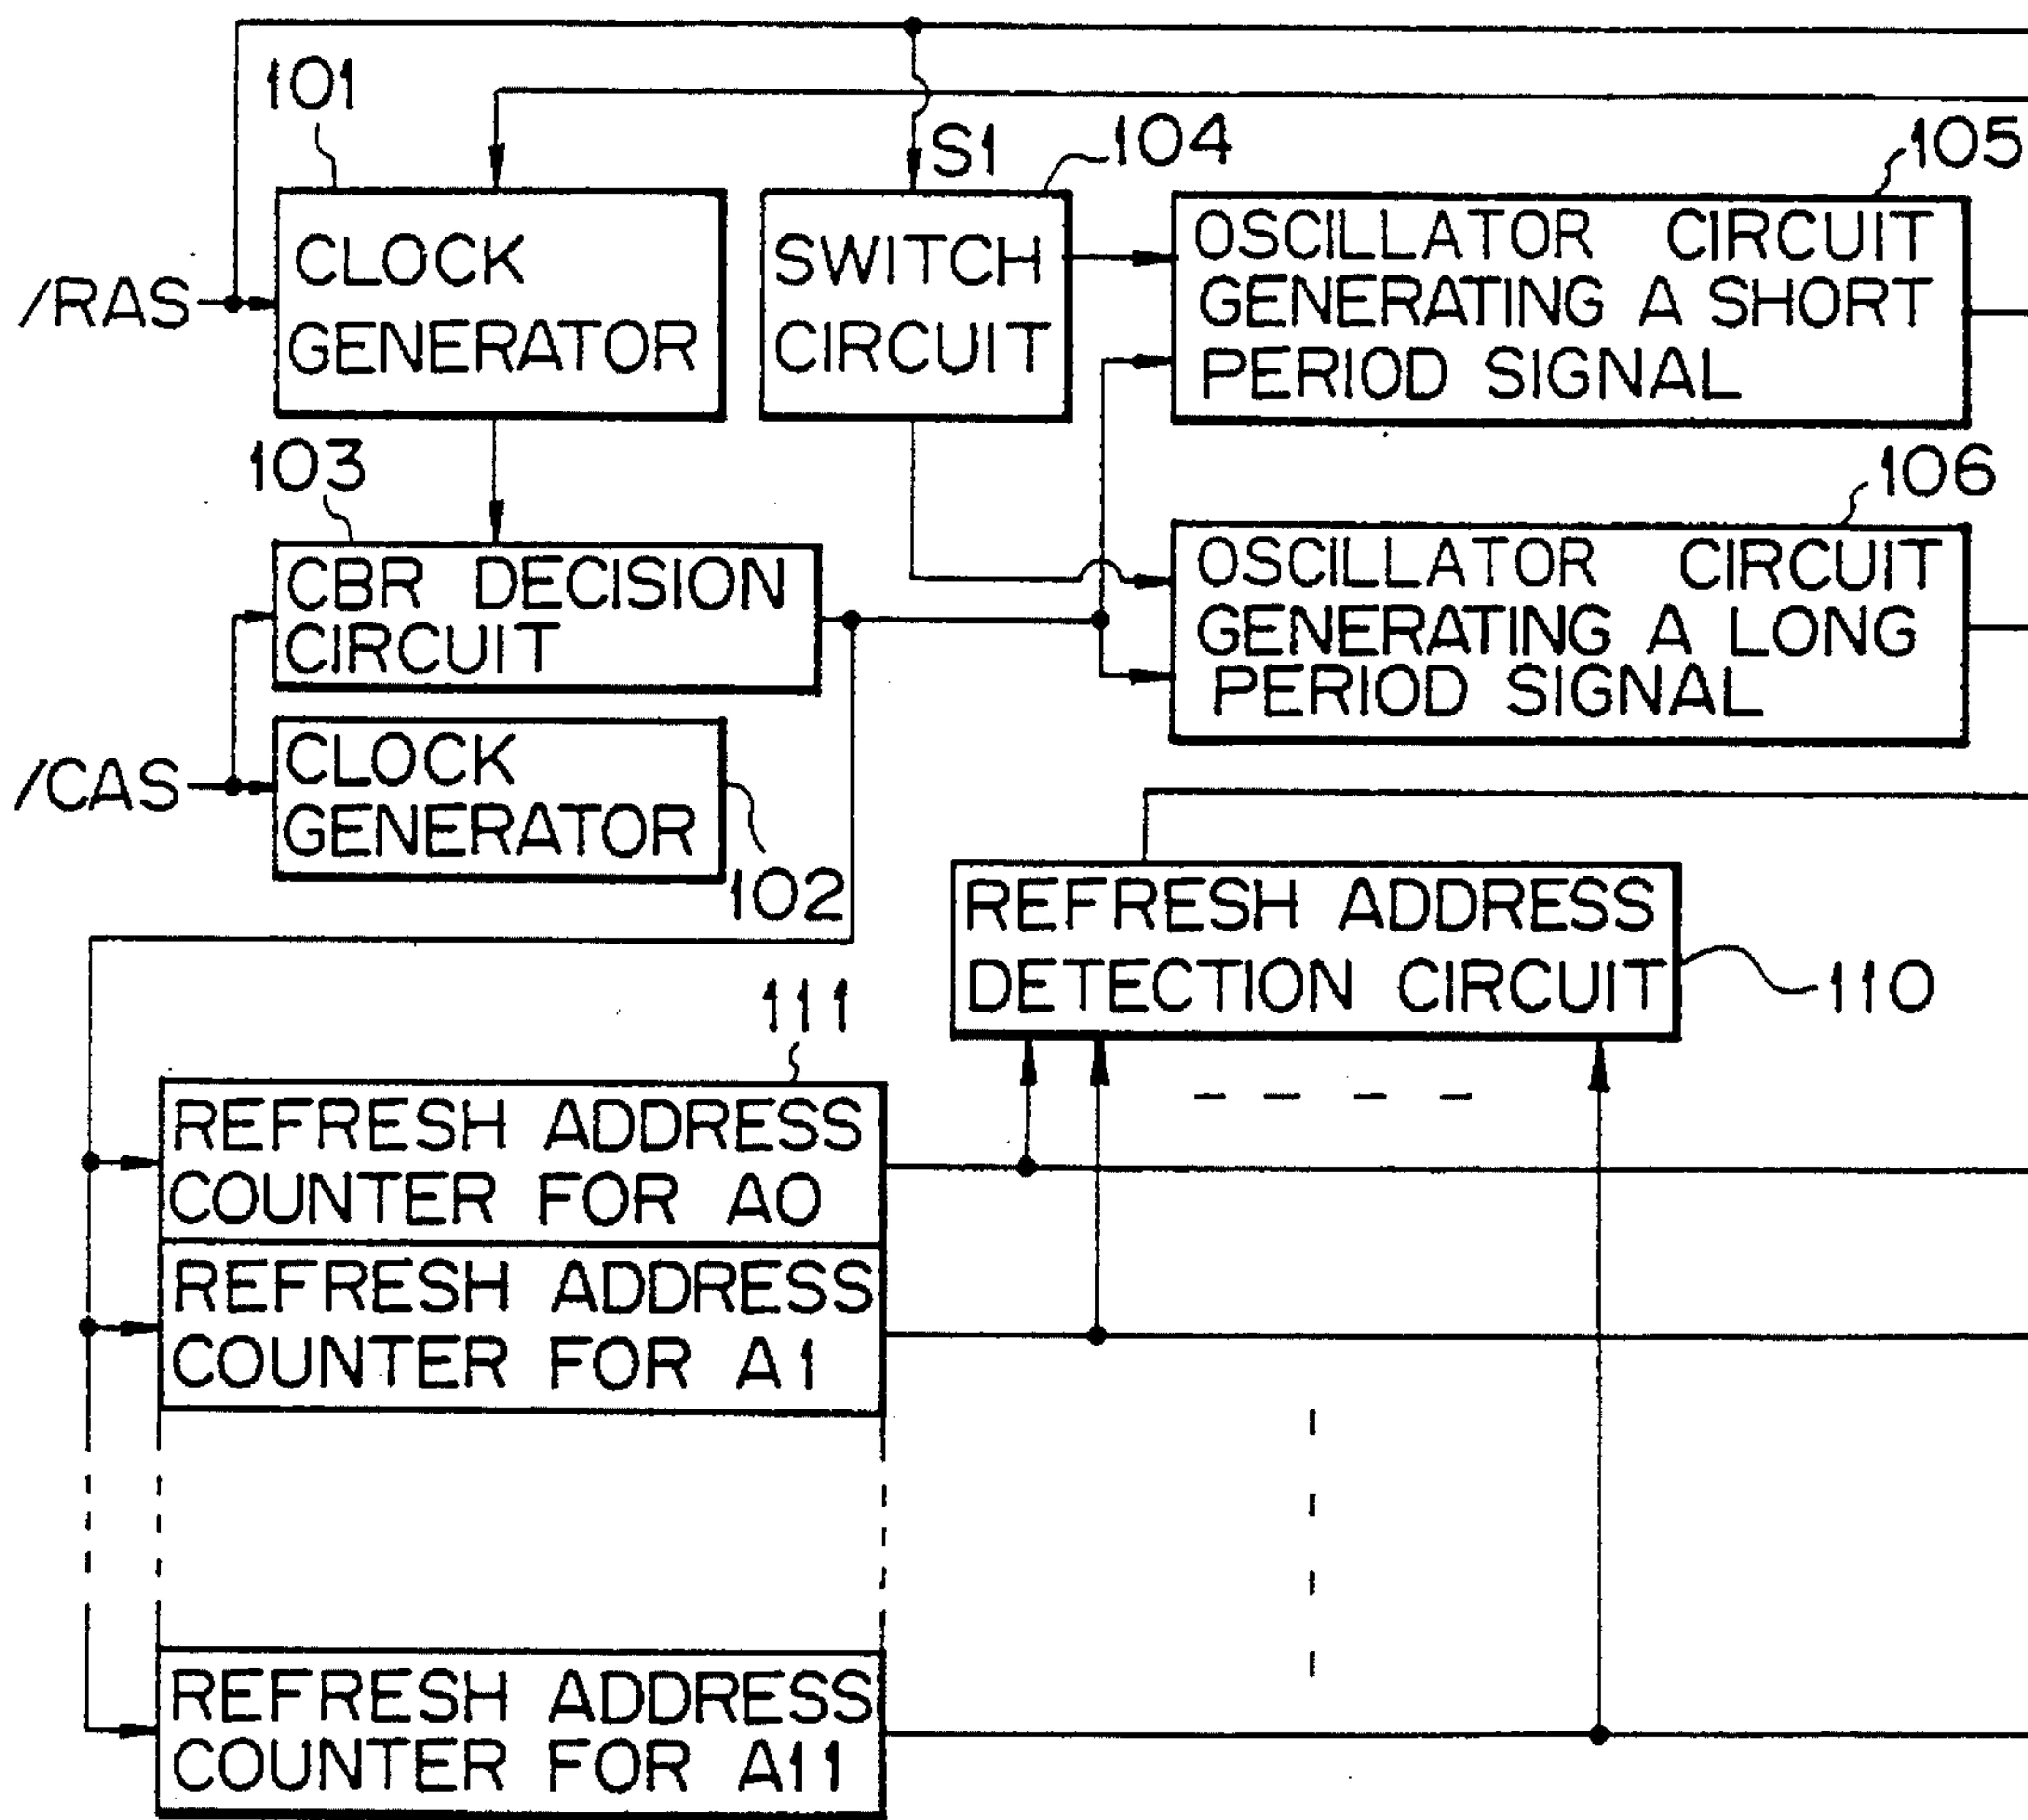 101
S1
104
105
/RAS
CLOCK
GENERATOR
SWITCH
CIRCUIT
OSCILLATOR CIRCUIT
GENERATING A SHORT
PERIOD SIGNAL
103
106
CBR DECISION
CIRCUIT
OSCILLATOR CIRCUIT
GENERATING A LONG
PERIOD SIGNAL
/CAS
CLOCK
GENERATOR
102
REFRESH ADDRESS
DETECTION CIRCUIT
110
111
REFRESH ADDRESS
COUNTER FOR A0
REFRESH ADDRESS
COUNTER FOR A1
REFRESH ADDRESS
COUNTER FOR A11